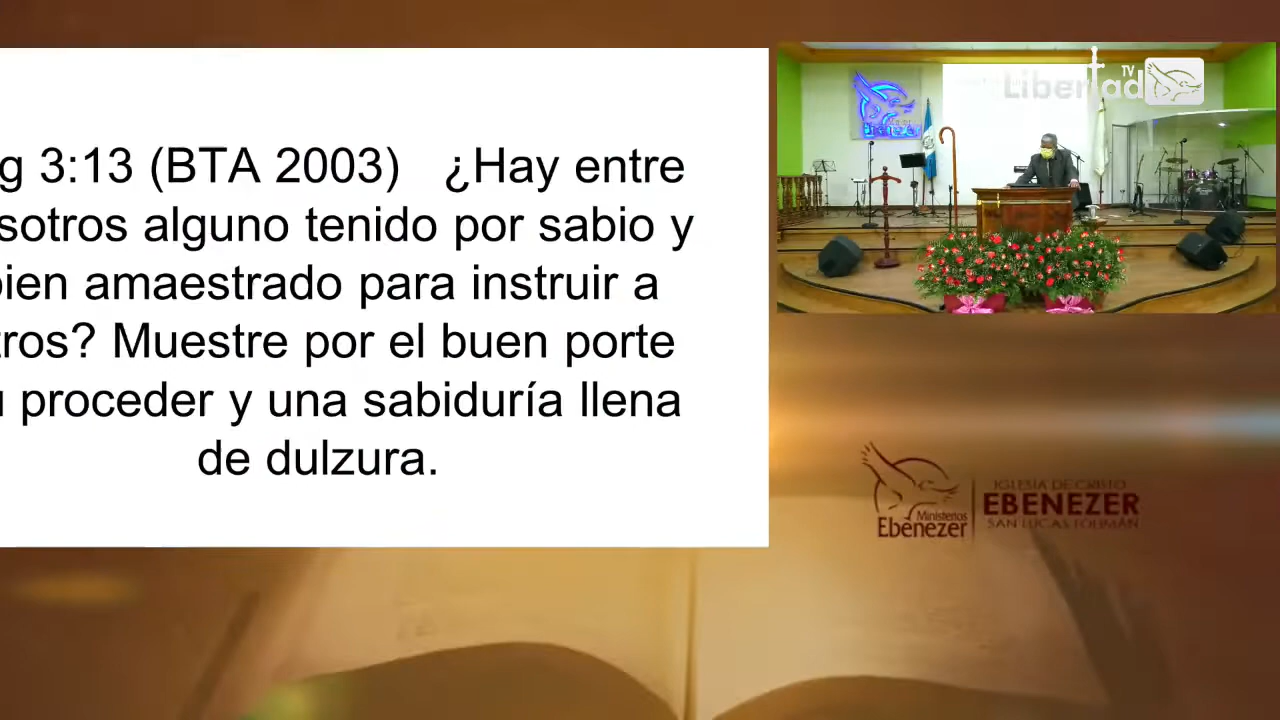 g 3:13 (BTA 2003) ¿Hay entre
sotros alguno tenido por sabio y
bien amaestrado para instruir a
tros? Muestre por el buen porte
u proceder y una sabiduría llena
de dulzura.
Libertad TV
Ebenezer
Ministerios
Ebenezer
IGLESIA DE CRISTO
EBENEZER
SAN LUCAS TOLIMÁN